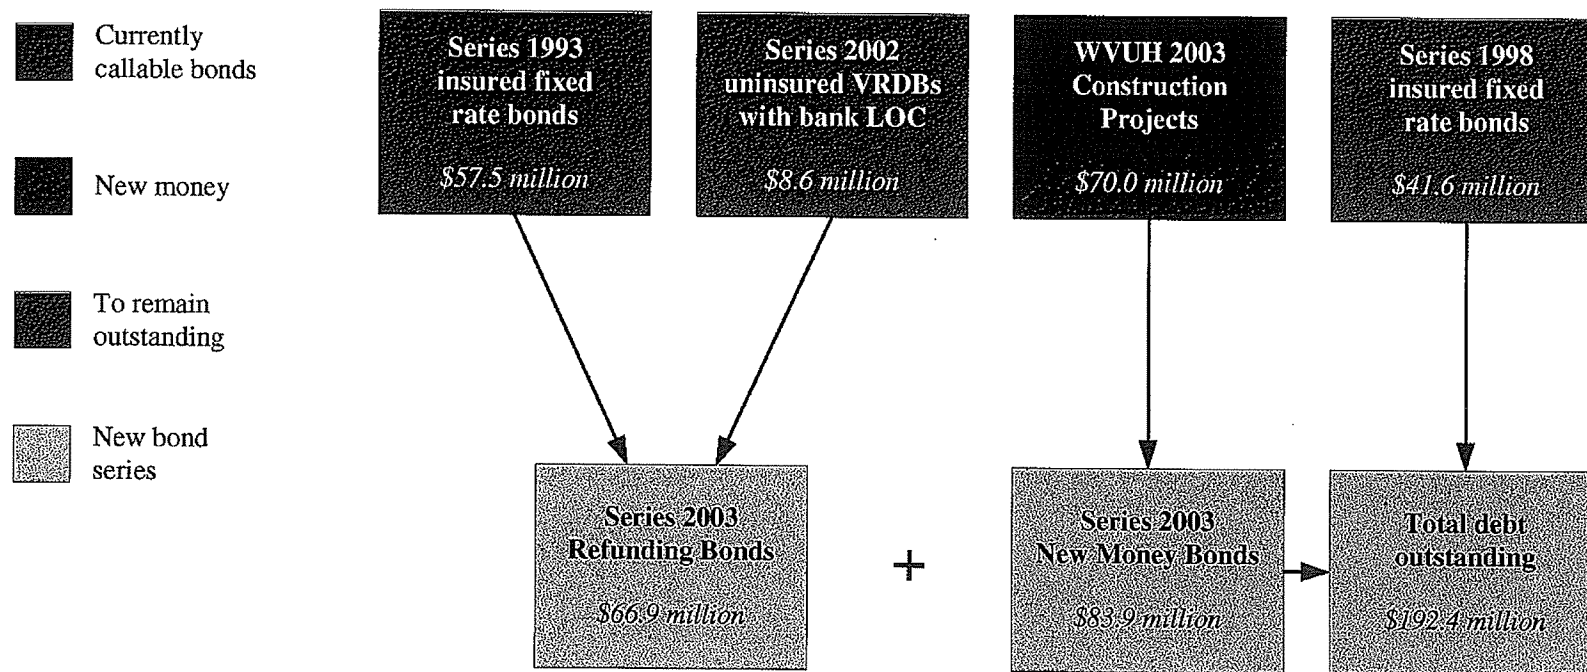 Currently
callable bonds
New money
To remain
outstanding
New bond
series
Series 1993
insured fixed
rate bonds
$57.5 million
Series 2002
uninsured VRDBs
with bank LOC
$8.6 million
WVUH 2003
Construction
Projects
$70.0 million
Series 1998
insured fixed
rate bonds
$41.6 million
Series 2003
Refunding Bonds
$66.9 million
+
Series 2003
New Money Bonds
$83.9 million
Total debt
outstanding
$192.4 million